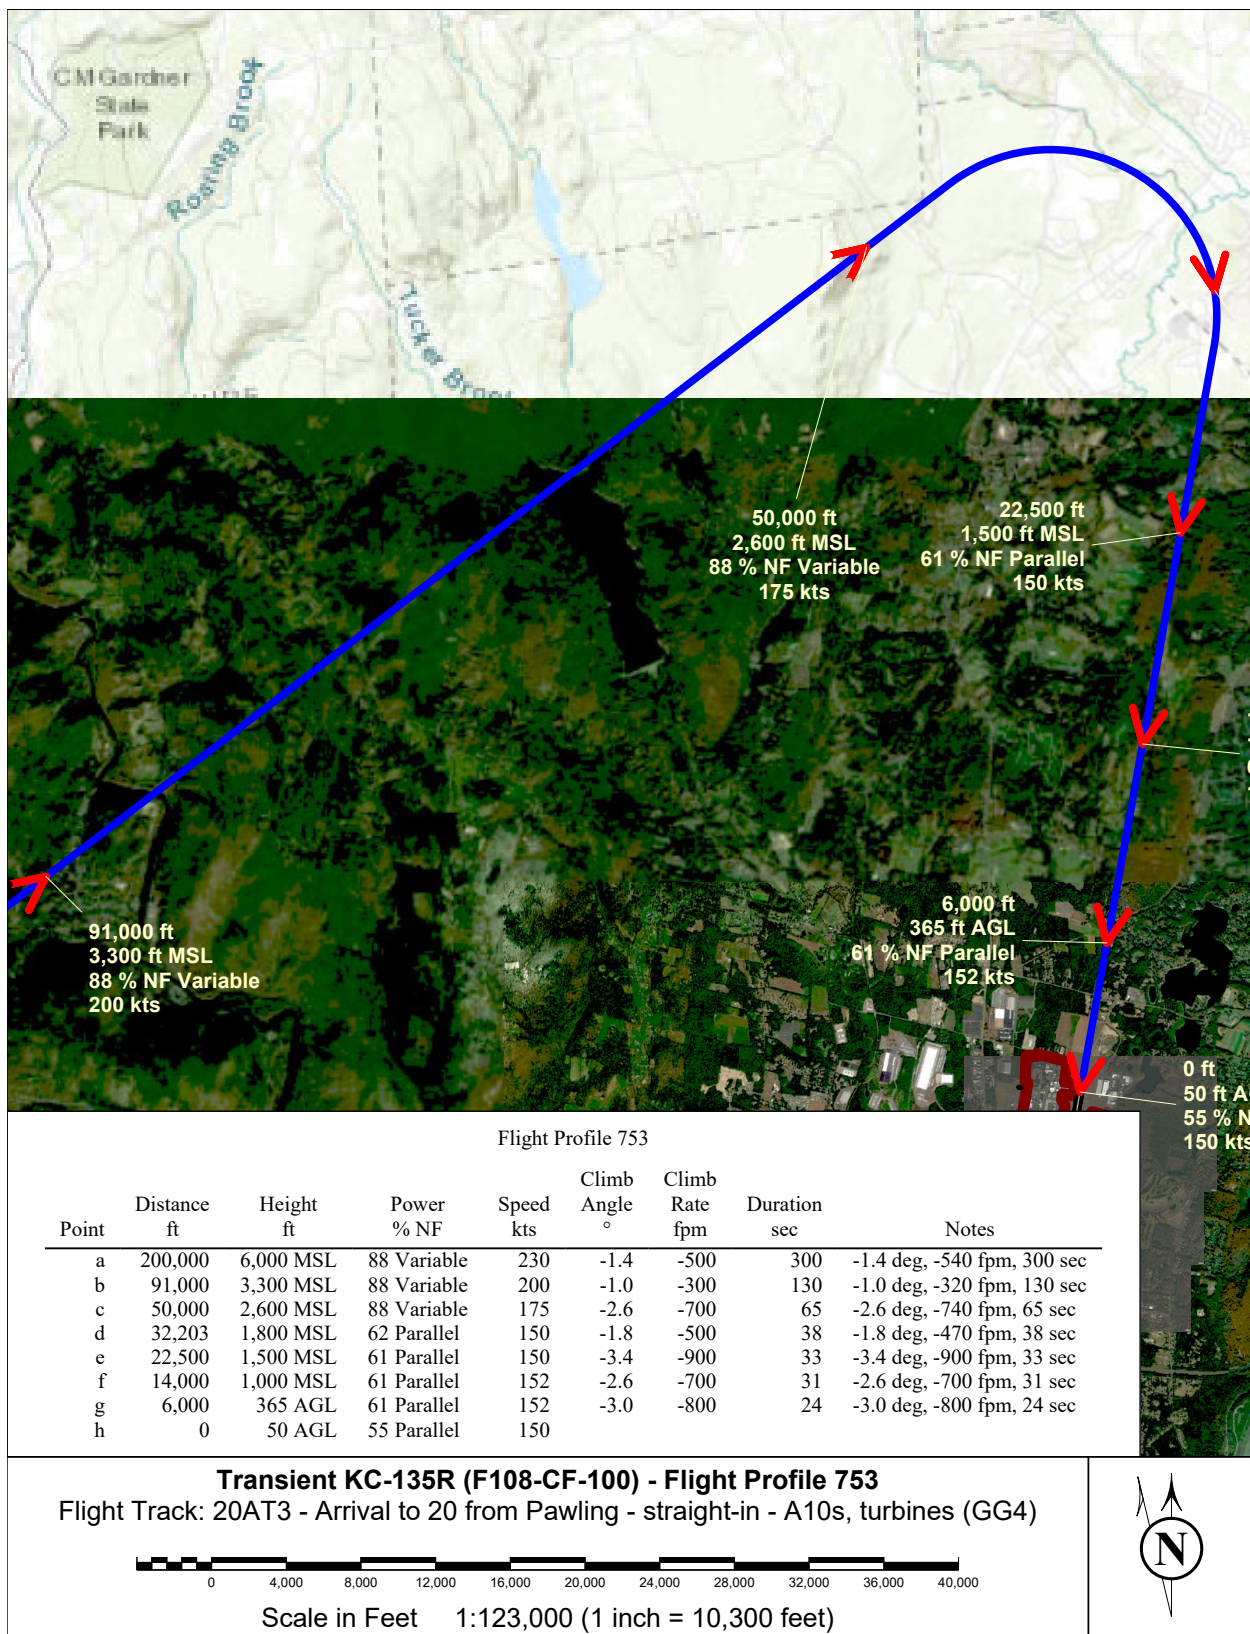 C M Gardner
State
Park
Roaring Brook
Tucker Brook
50,000 ft
2,600 ft MSL
88 % NF Variable
175 kts
22,500 ft
1,500 ft MSL
61 % NF Parallel
150 kts
91,000 ft
3,300 ft MSL
88 % NF Variable
200 kts
6,000 ft
365 ft AGL
61 % NF Parallel
152 kts
0 ft
50 ft A
55 % N
150 kts
Flight Profile 753
Climb Climb
Distance Height Power Speed Angle Rate Duration
Point ft ft % NF kts ° fpm sec Notes
a 200,000 6,000 MSL 88 Variable 230 -1.4 -500 300 -1.4 deg, -540 fpm, 300 sec
b 91,000 3,300 MSL 88 Variable 200 -1.0 -300 130 -1.0 deg, -320 fpm, 130 sec
c 50,000 2,600 MSL 88 Variable 175 -2.6 -700 65 -2.6 deg, -740 fpm, 65 sec
d 32,203 1,800 MSL 62 Parallel 150 -1.8 -500 38 -1.8 deg, -470 fpm, 38 sec
e 22,500 1,500 MSL 61 Parallel 150 -3.4 -900 33 -3.4 deg, -900 fpm, 33 sec
f 14,000 1,000 MSL 61 Parallel 152 -2.6 -700 31 -2.6 deg, -700 fpm, 31 sec
g 6,000 365 AGL 61 Parallel 152 -3.0 -800 24 -3.0 deg, -800 fpm, 24 sec
h 0 50 AGL 55 Parallel 150
Transient KC-135R (F108-CF-100) - Flight Profile 753
Flight Track: 20AT3 - Arrival to 20 from Pawling - straight-in - A10s, turbines (GG4)
0 4,000 8,000 12,000 16,000 20,000 24,000 28,000 32,000 36,000 40,000
Scale in Feet 1:123,000 (1 inch = 10,300 feet)
N